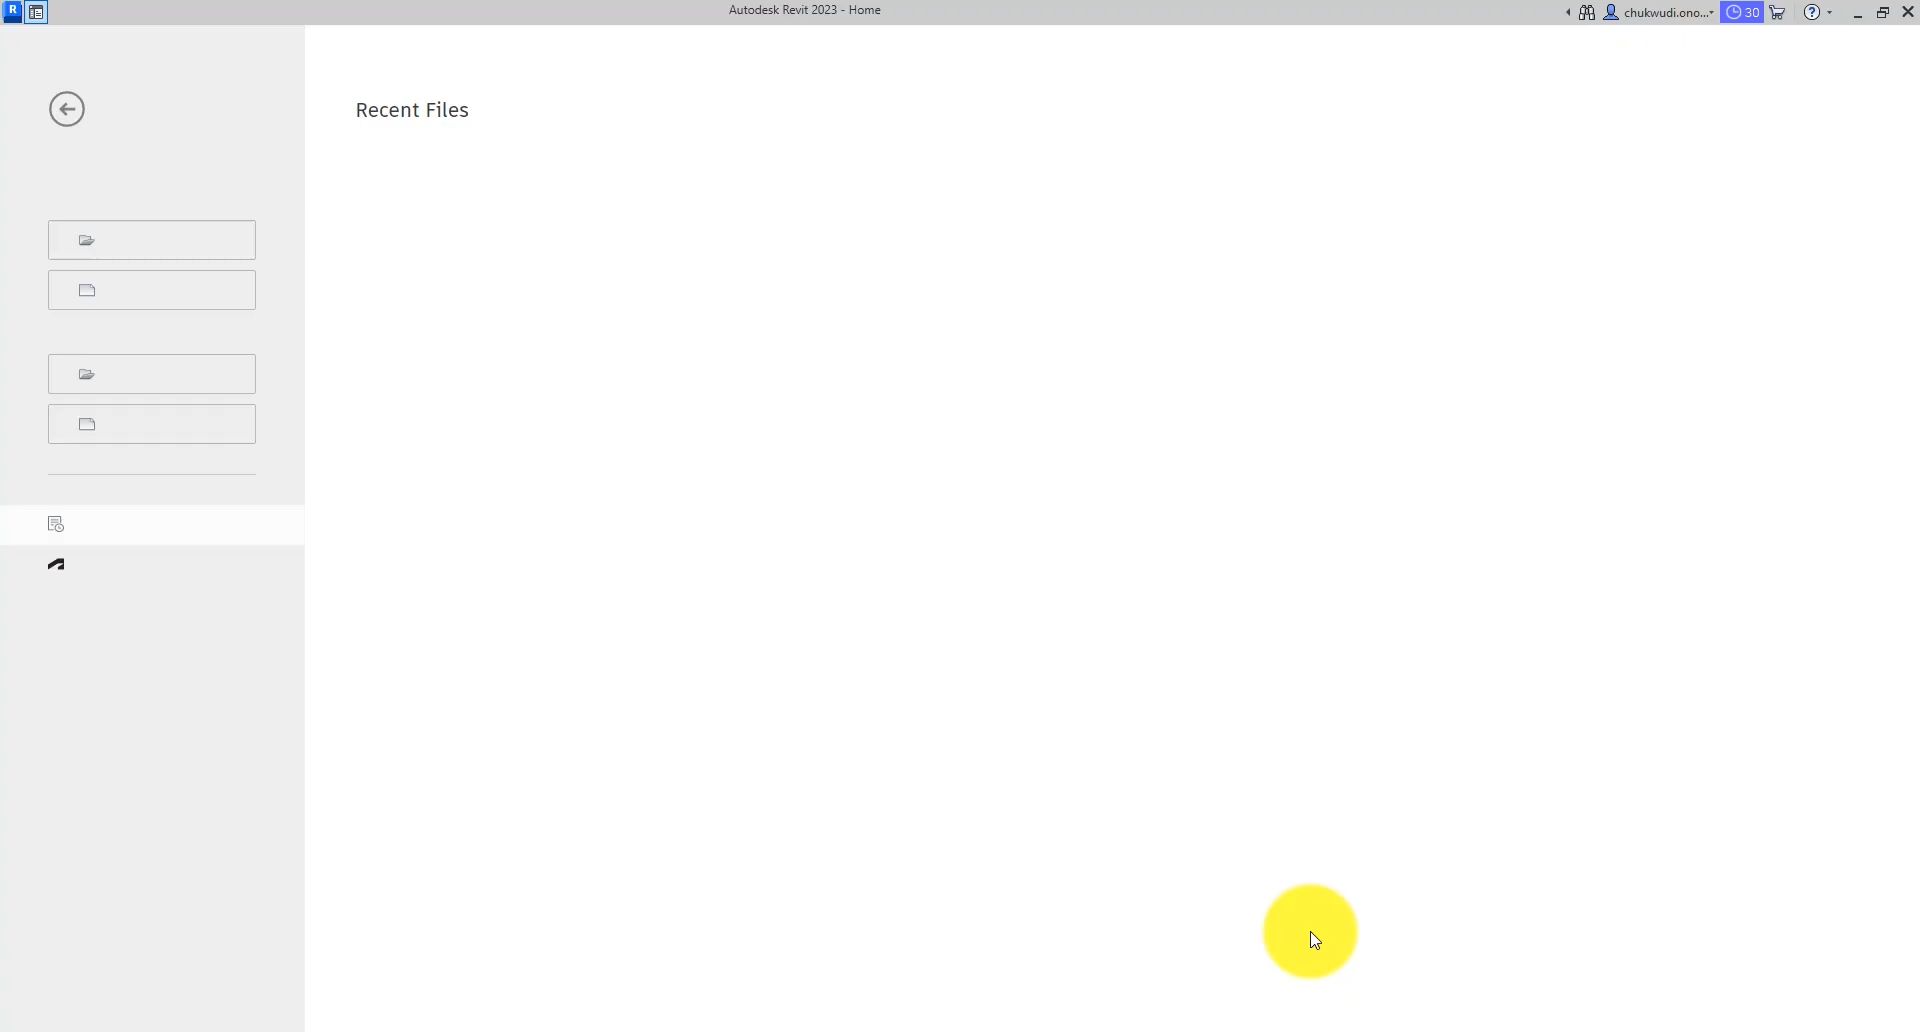 R
Autodesk Revit 2023 - Home
chukwudi.ono...
30
?
Recent Files